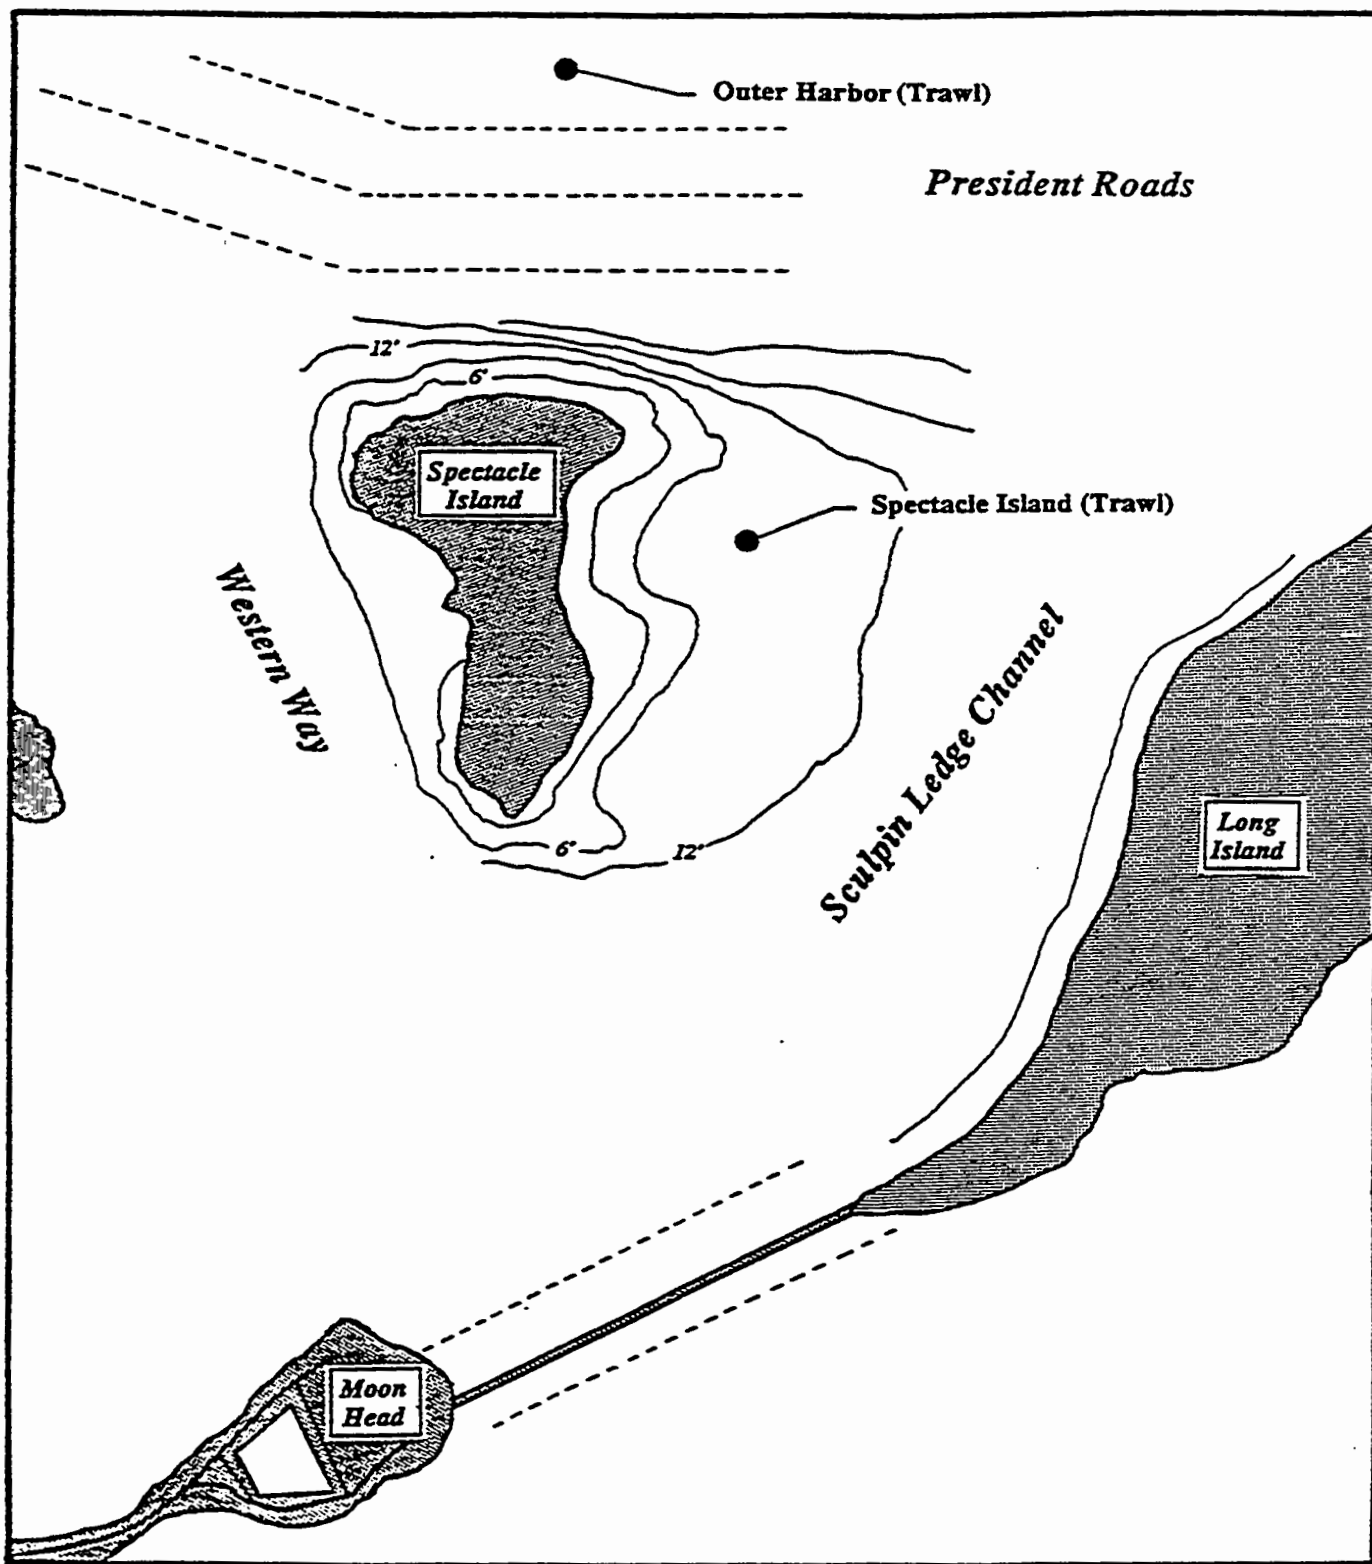 Outer Harbor (Trawl)
President Roads
12'
6'
Spectacle
Island
Spectacle Island (Trawl)
Western Way
Sculpin Ledge Channel
Long
Island
6'
12'
Moon
Head